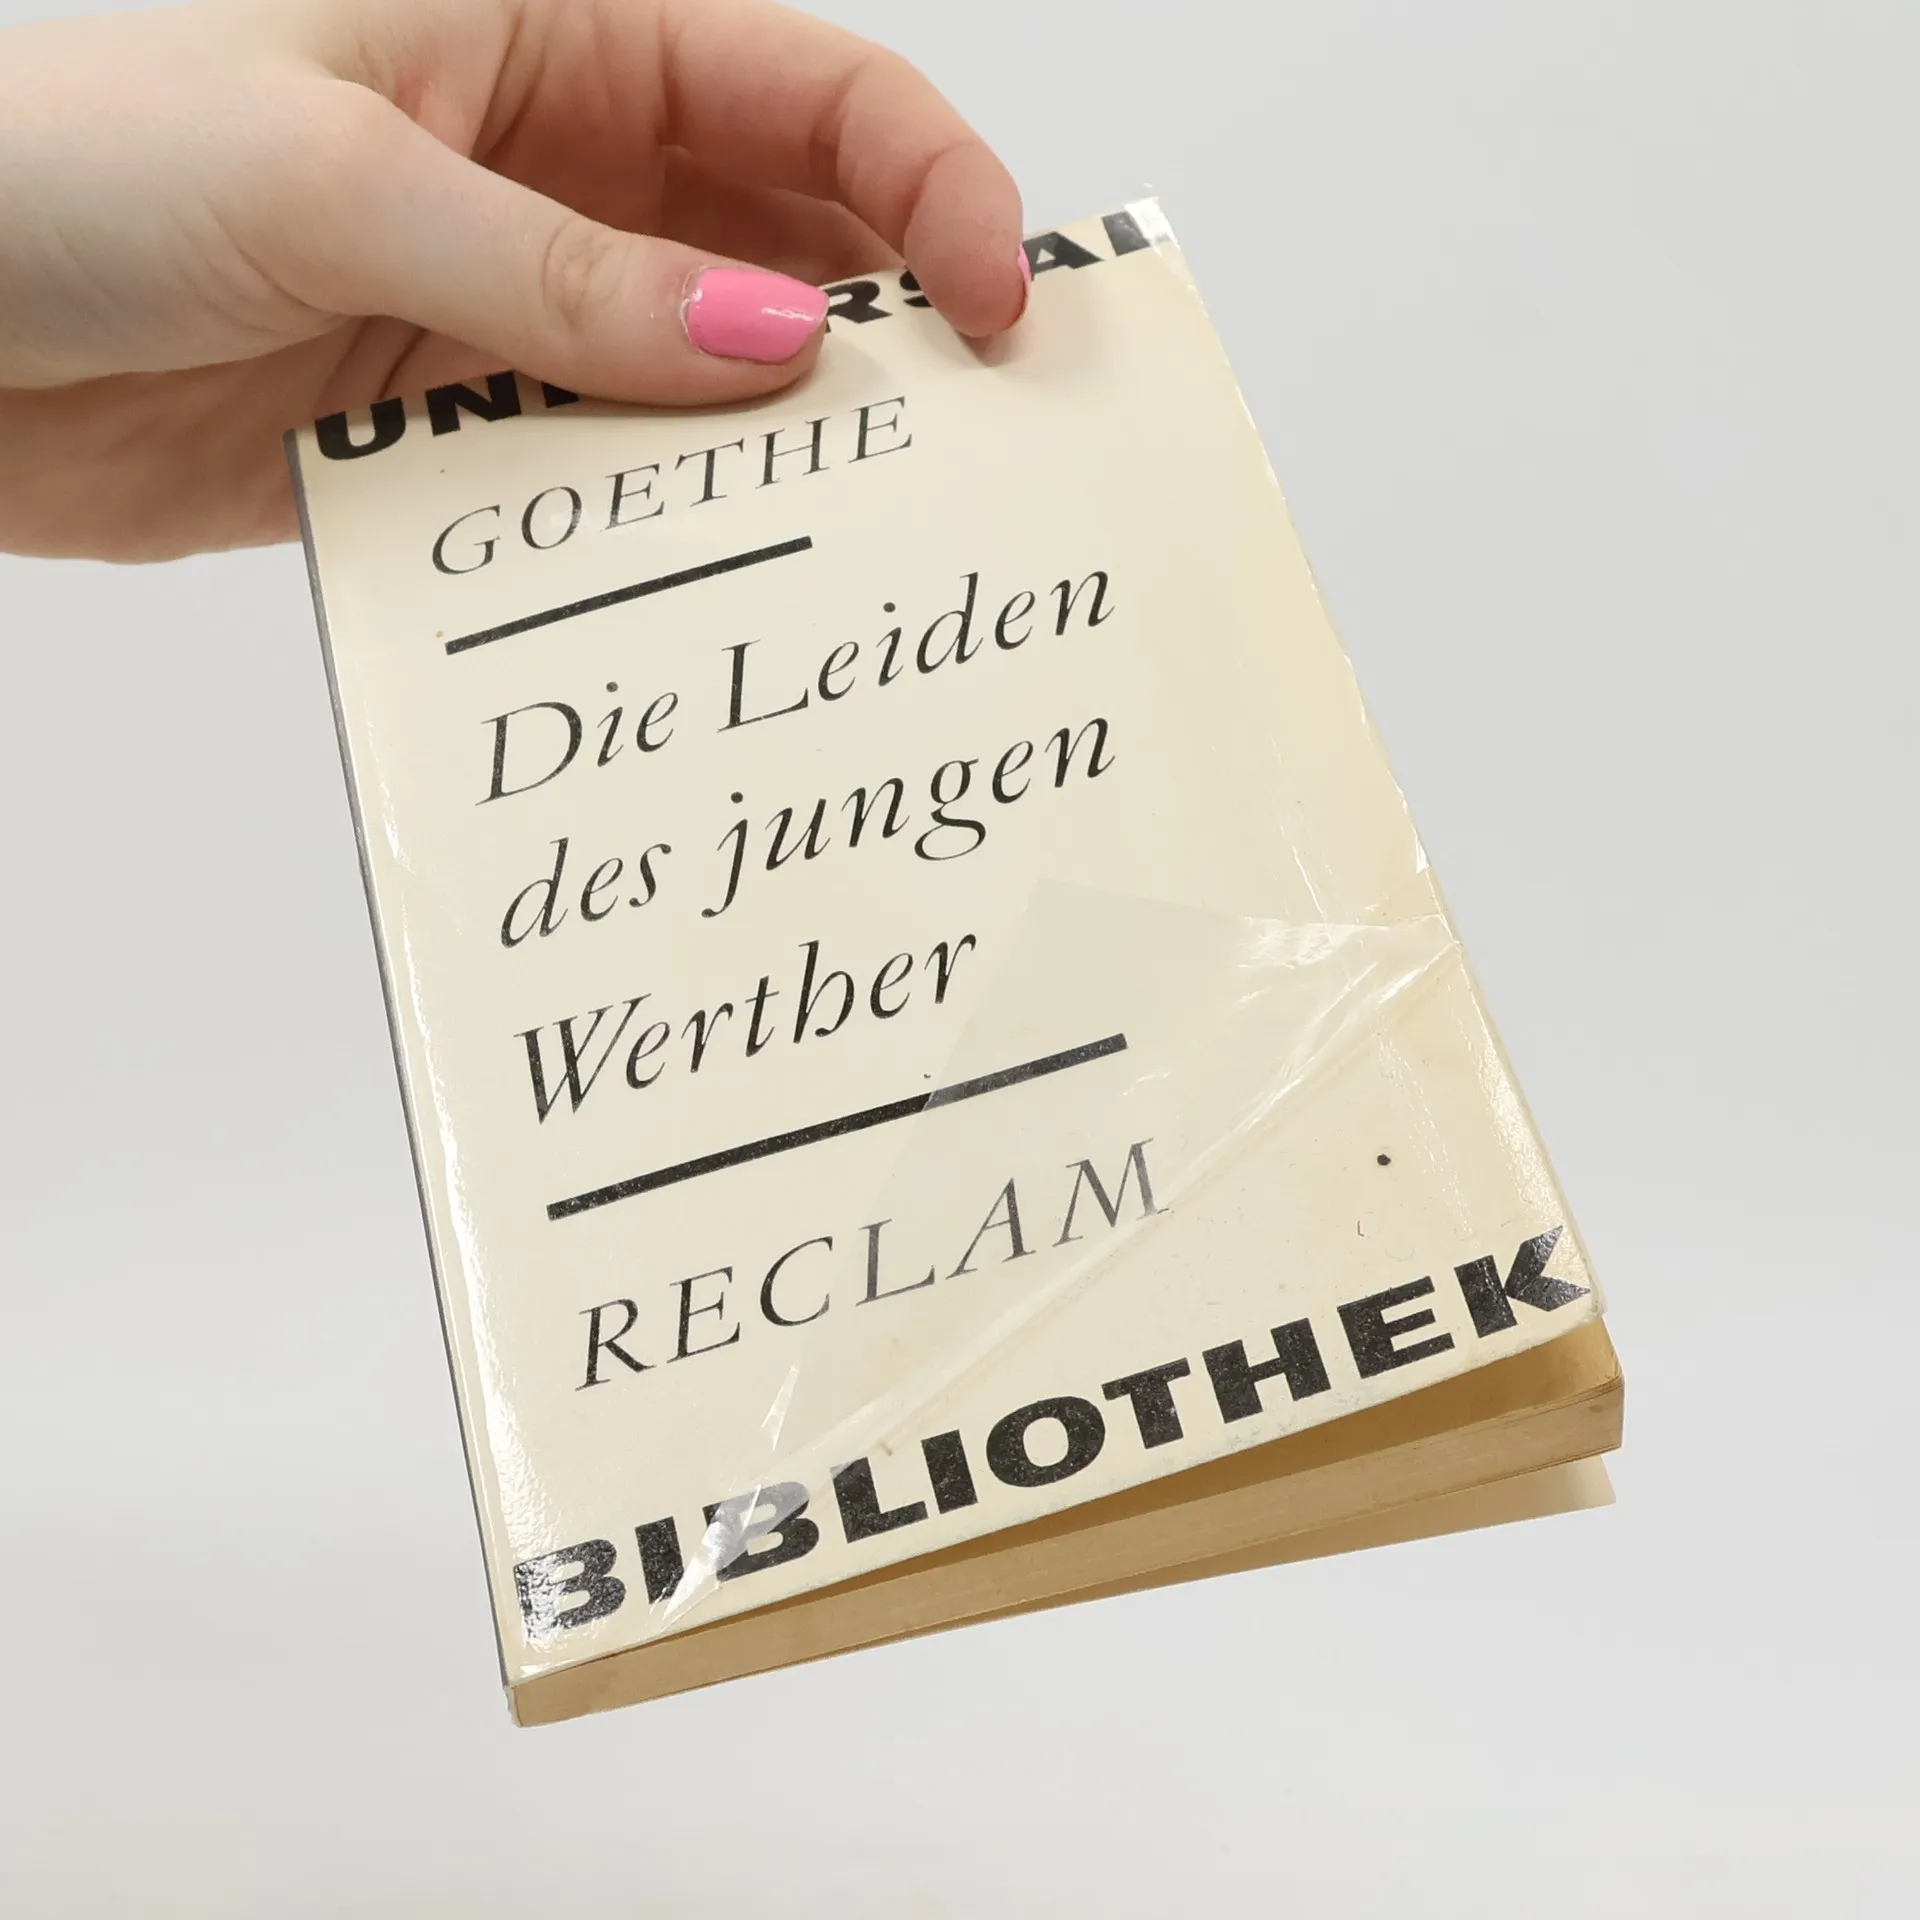 GOETHE
Die Leiden
des jungen
Werther
RECLAM
BIBLIOTHEK